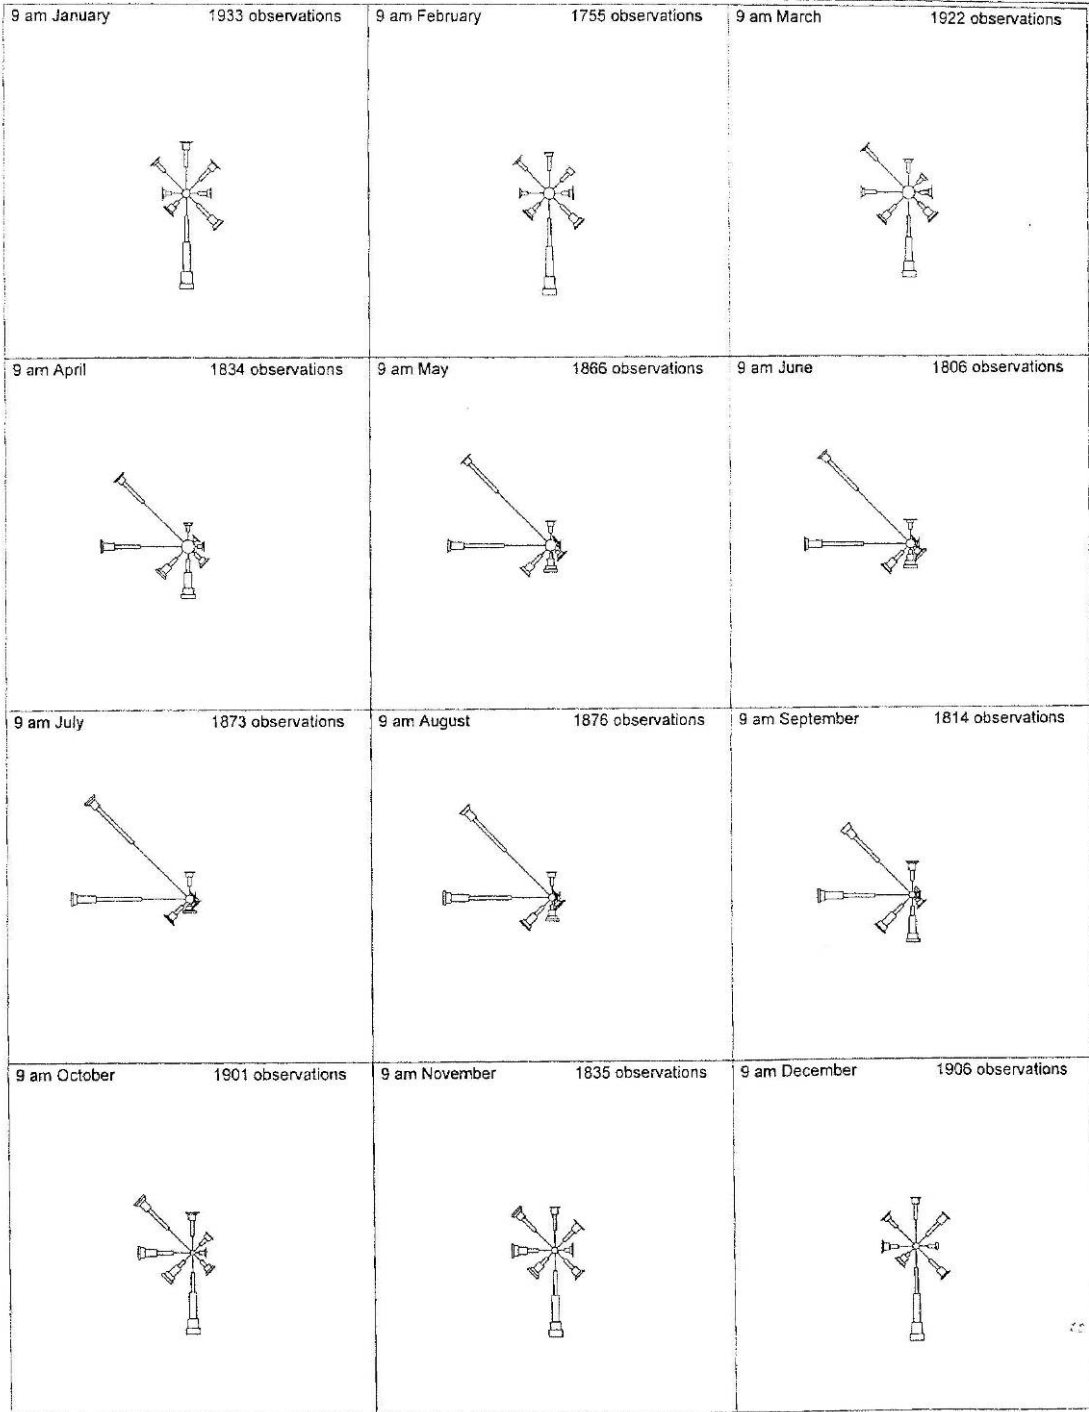 9 am January 1933 observations
9 am February 1755 observations
9 am March 1922 observations
9 am April 1834 observations
9 am May 1866 observations
9 am June 1806 observations
9 am July 1873 observations
9 am August 1876 observations
9 am September 1814 observations
9 am October 1901 observations
9 am November 1835 observations
9 am December 1906 observations